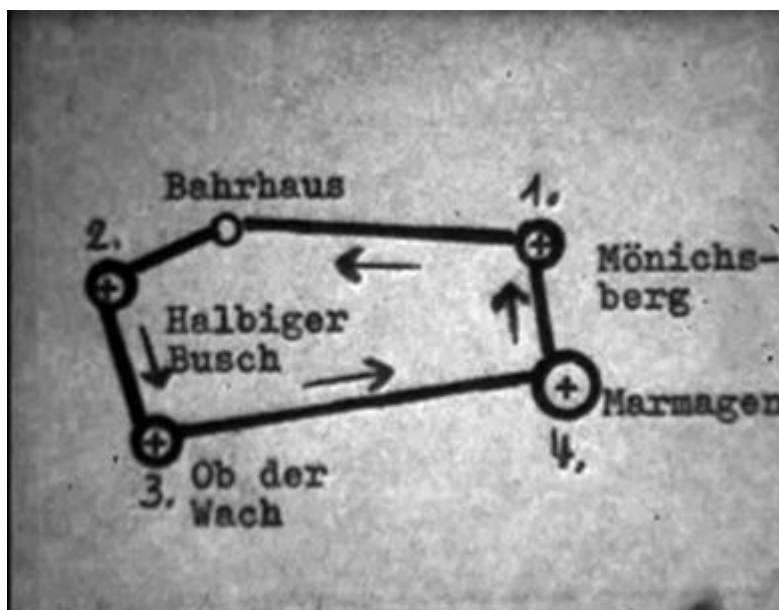 Bahrhaus
1.
2.
Mönichs-
berg
Halbiger
Busch
Marmagen
4.
3.
Ob der
Wach